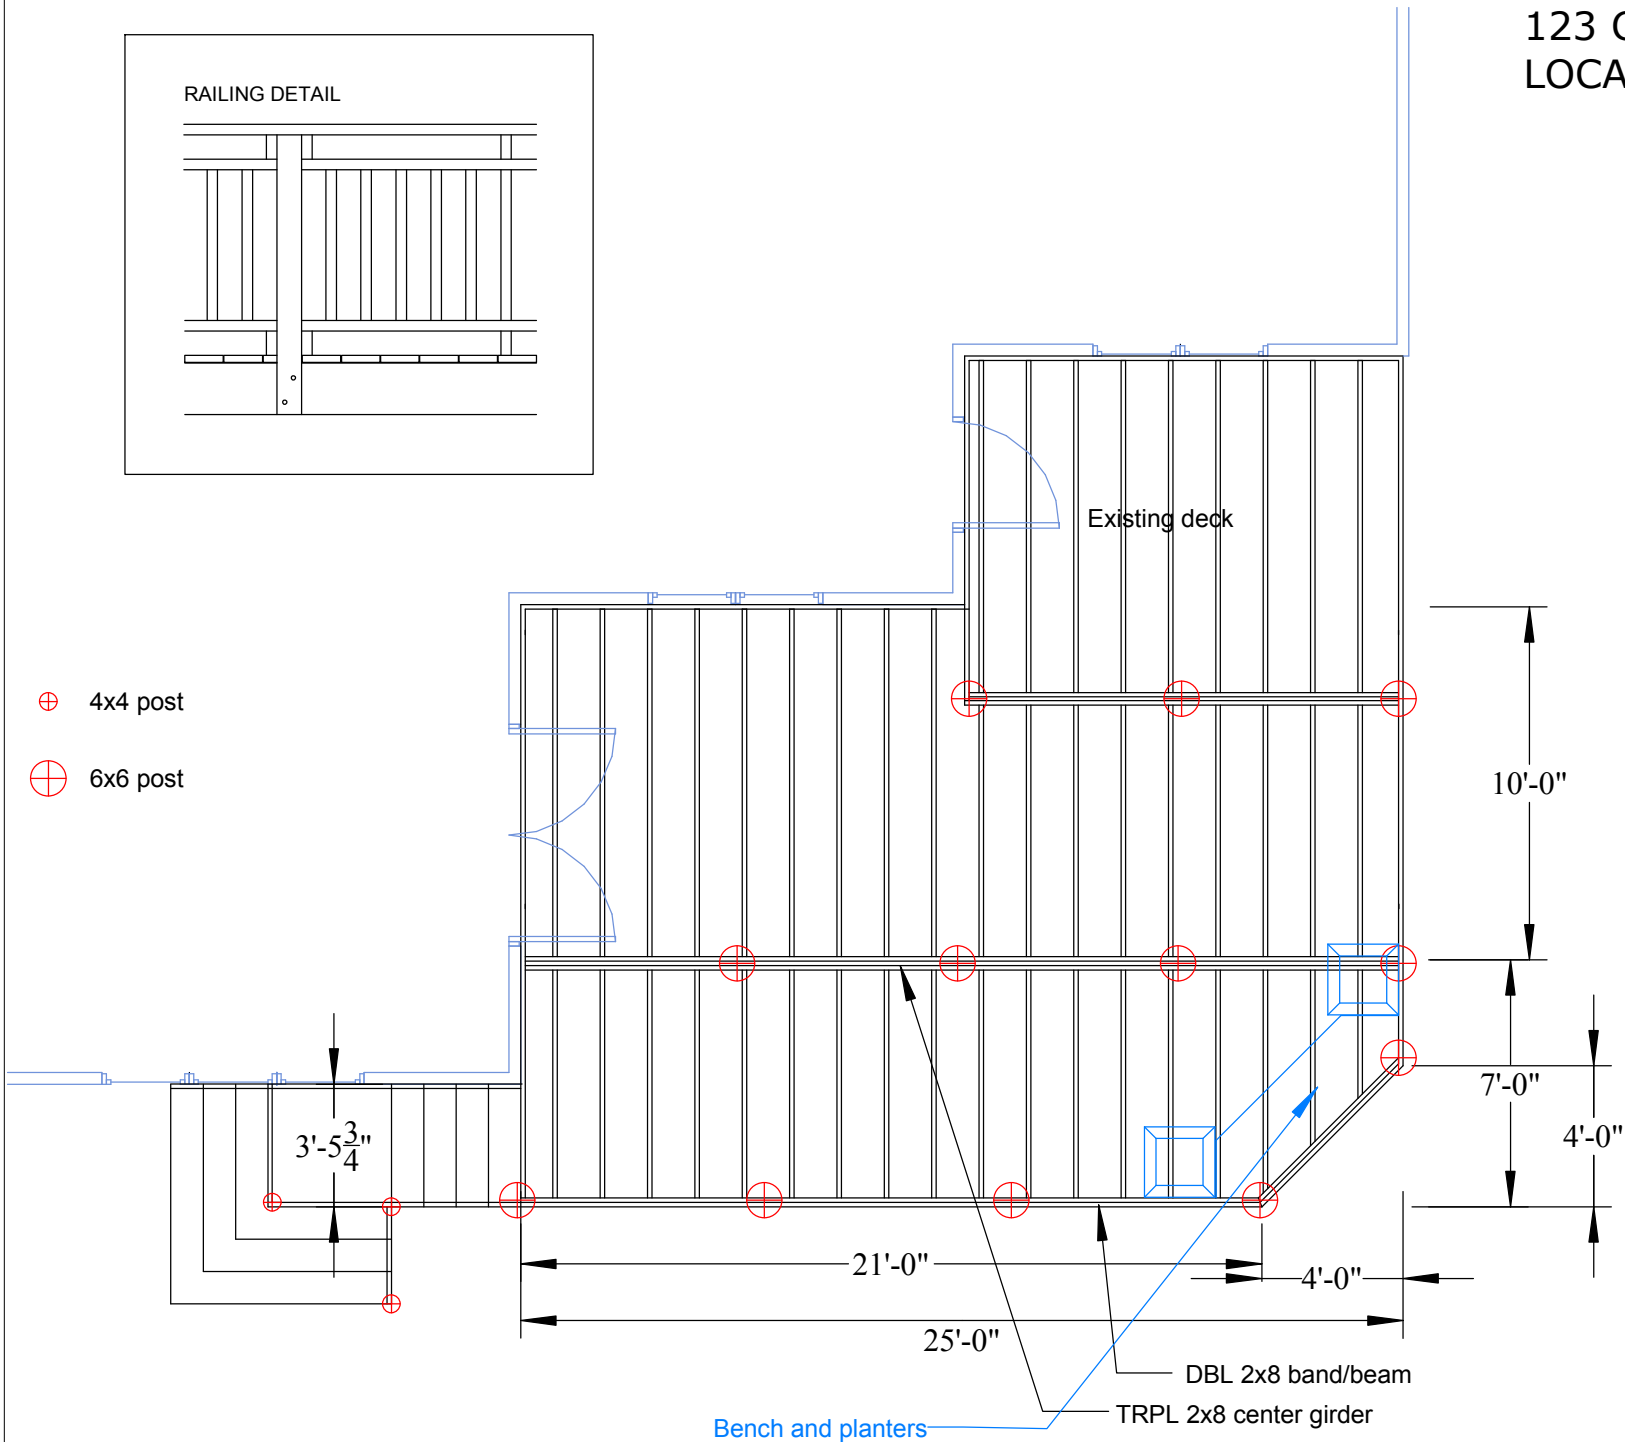 123
RAILING DETAIL
Existing deck
4x4 post
6x6 post
10'-0"
7'-0"
4'-0"
3'-5 3/4"
21'-0"
4'-0"
25'-0"
DBL 2x8 band/beam
TRPL 2x8 center girder
Bench and planters